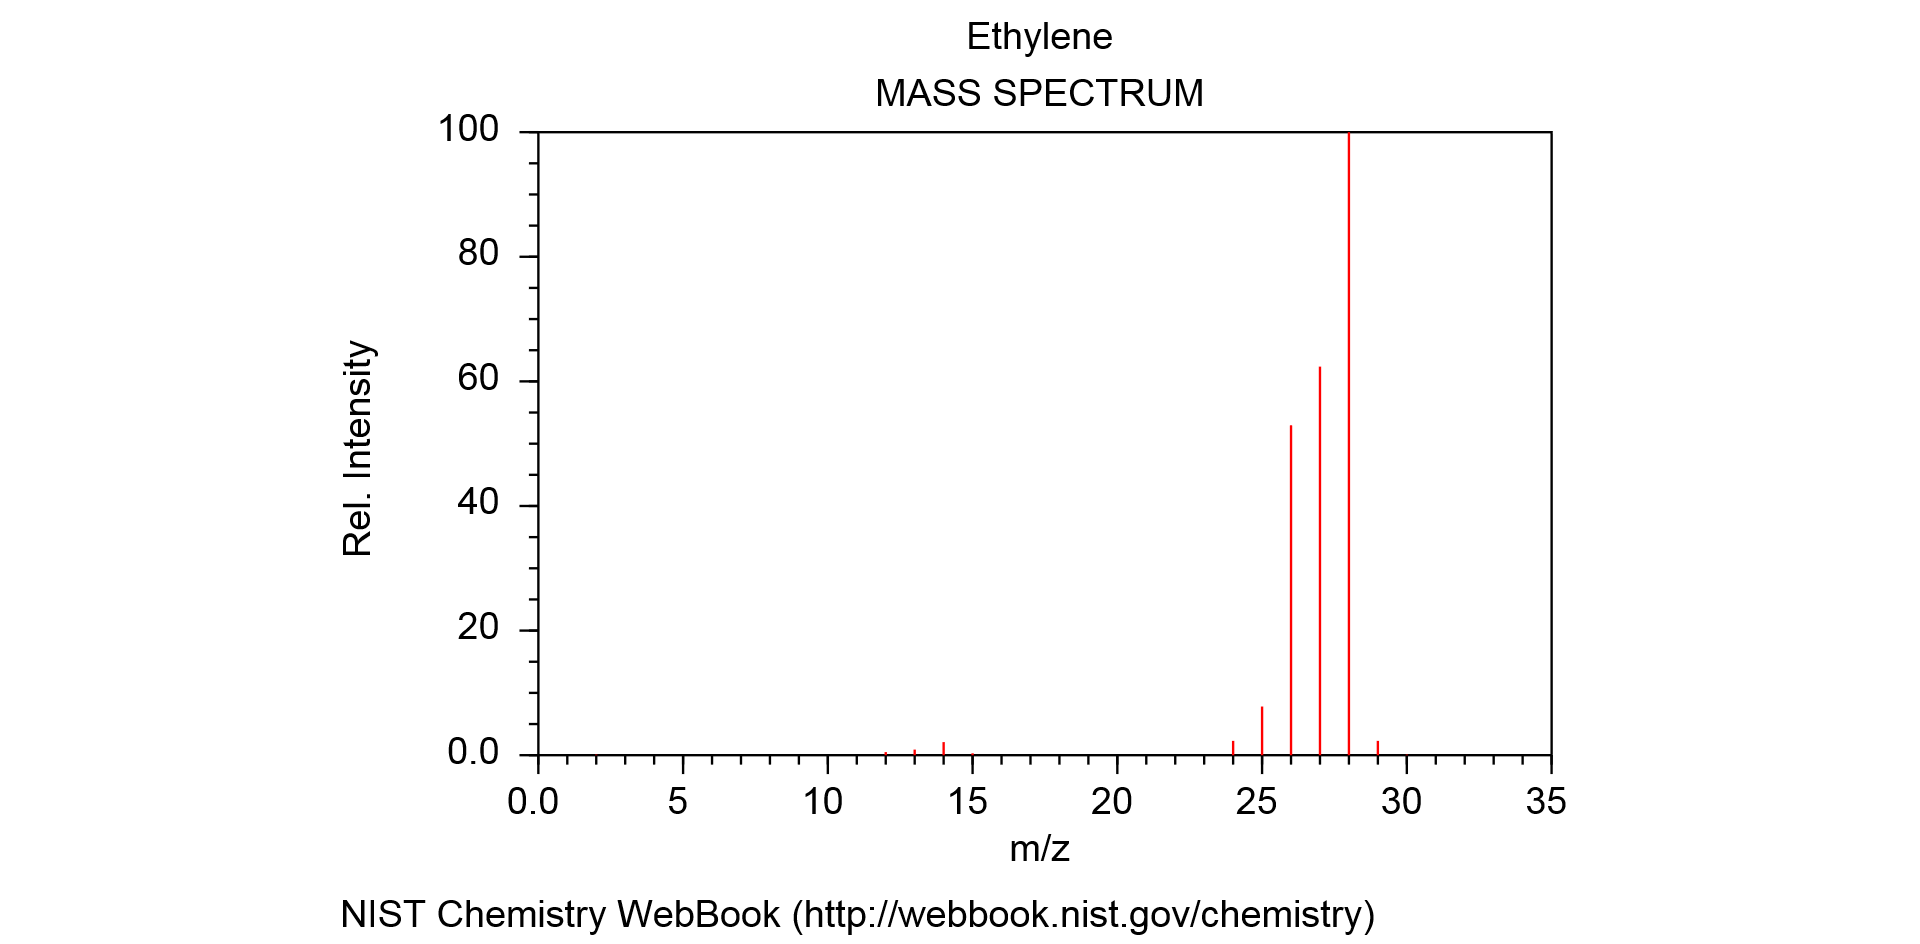 Ethylene
MASS SPECTRUM
100
80
60
40
20
0.0
Rel. Intensity
0.0 5 10 15 20 25 30 35
m/z
NIST Chemistry WebBook (http://webbook.nist.gov/chemistry)